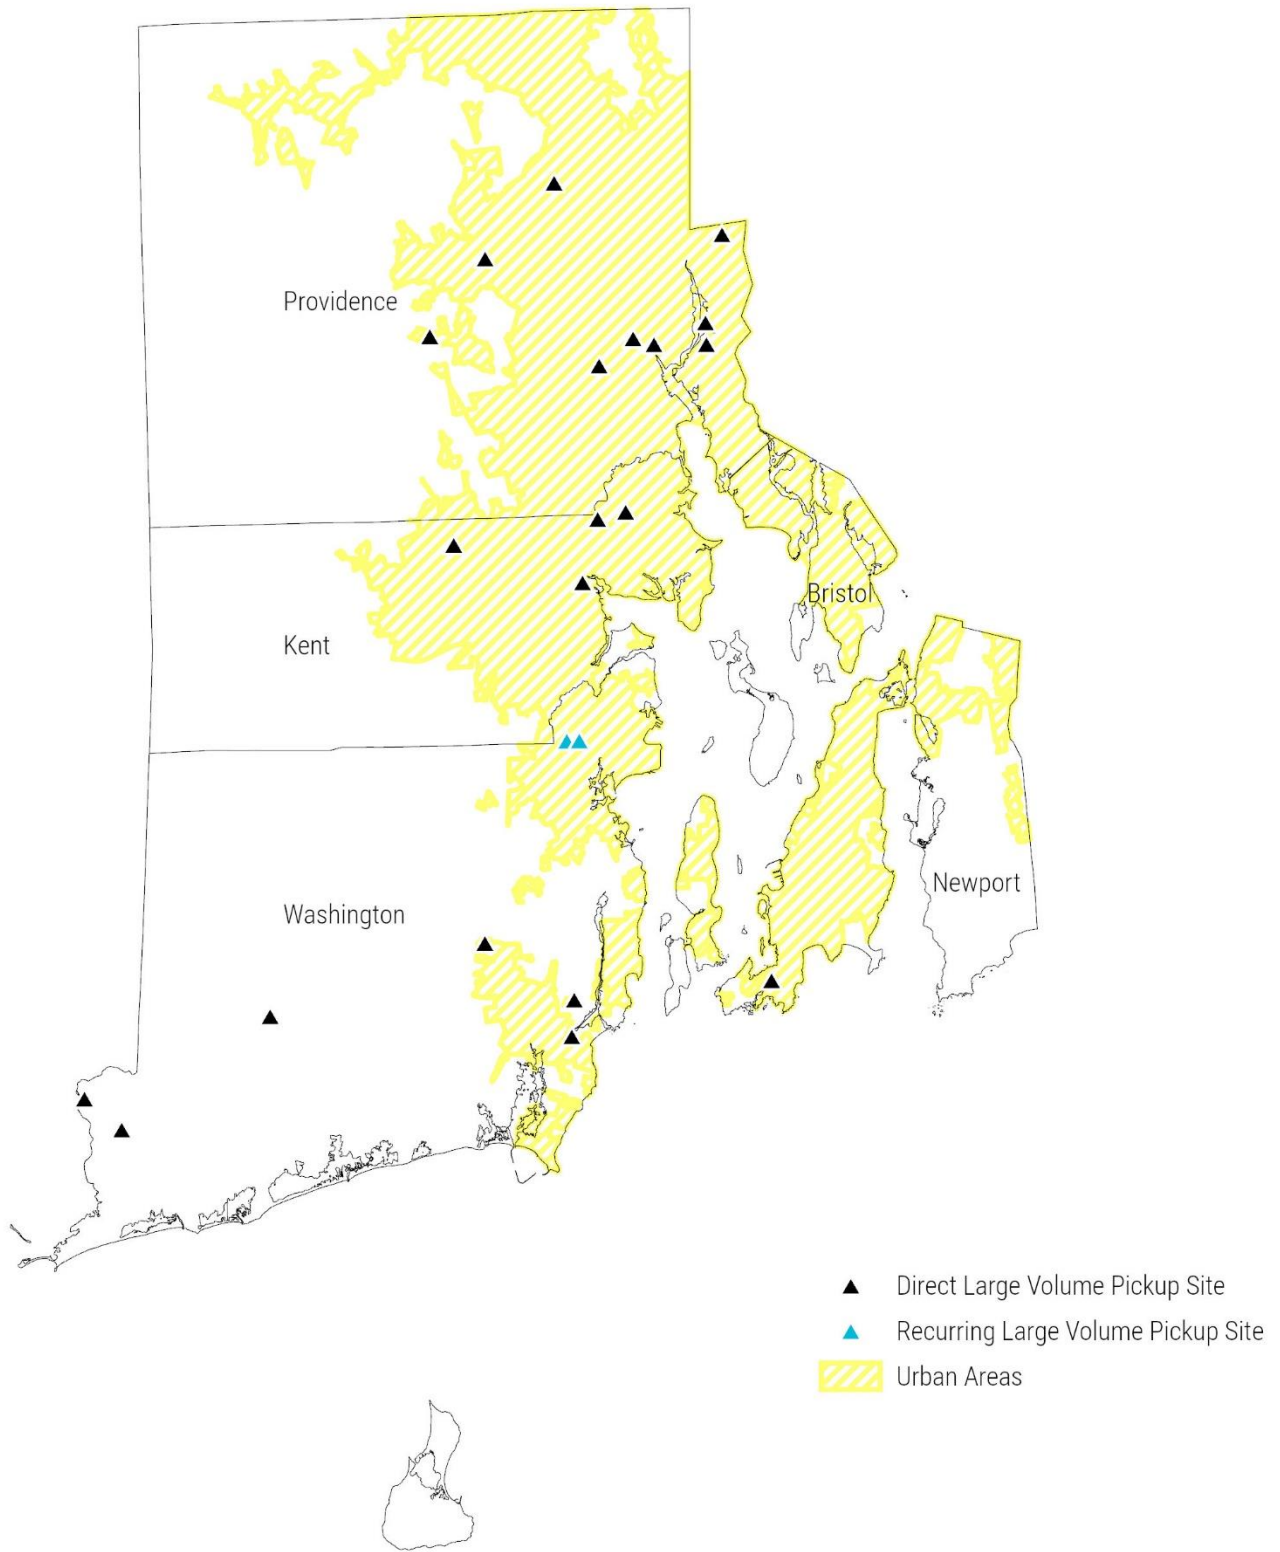 Providence
Bristol
Kent
Newport
Washington
Direct Large Volume Pickup Site
Recurring Large Volume Pickup Site
Urban Areas